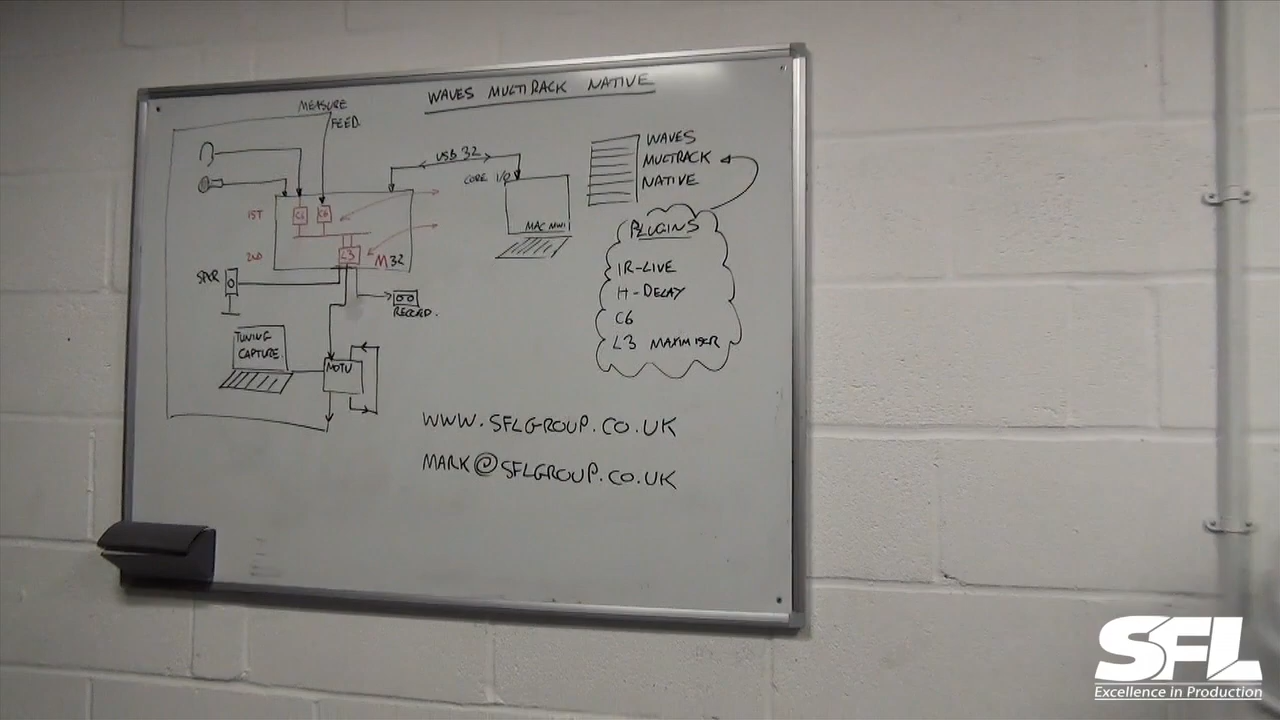 WAVES MULTIRACK NATIVE
MEASURE
FEED.
USB 32
CORE I/O
MAC MINI
WAVES
MULTRACK
NATIVE
1ST
C6
C6
2ND
L3
M32
SPKR
RECORD.
TUNING
CAPTURE
MOTU
PLUGINS
IR-LIVE
H-DELAY
C6
L3 MAXIMISER
WWW.SFLGROUP.CO.UK
MARK@SFLGROUP.CO.UK
SFL
Excellence in Production